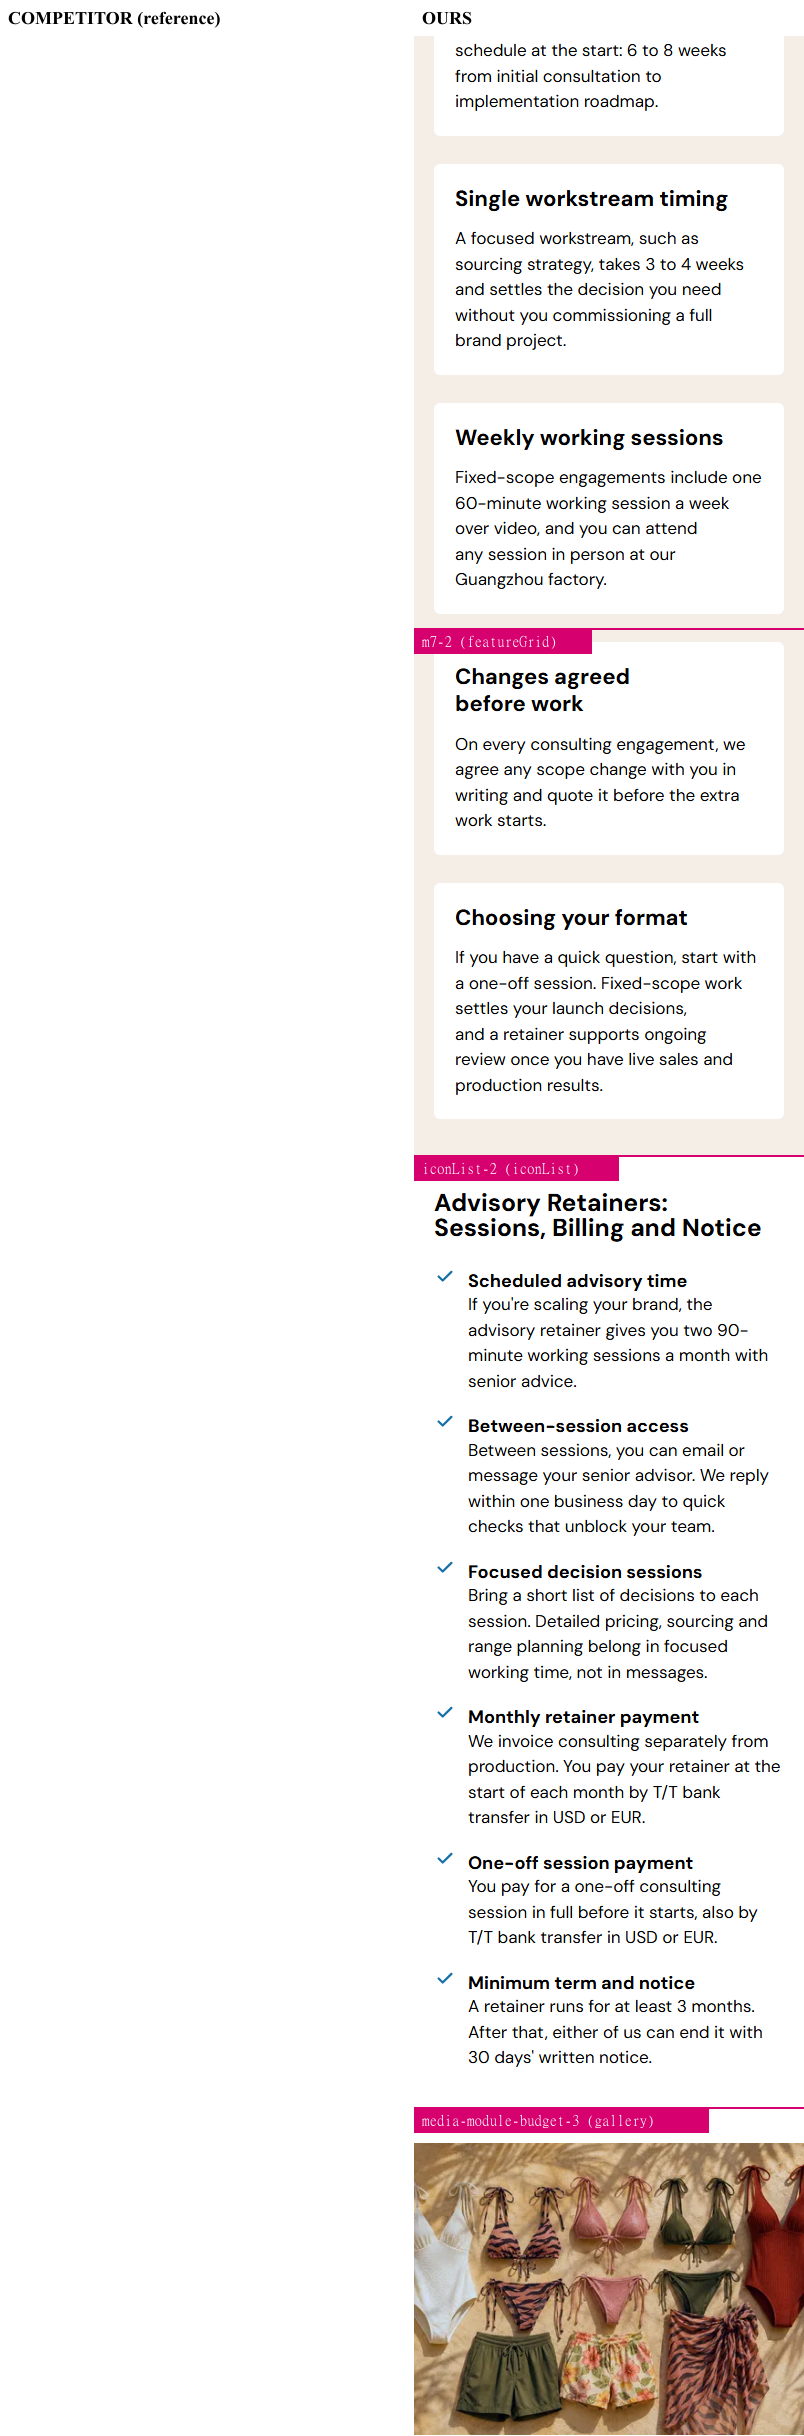 COMPETITOR (reference)
OURS
schedule at the start: 6 to 8 weeks
from initial consultation to
implementation roadmap.
Single workstream timing
A focused workstream, such as
sourcing strategy, takes 3 to 4 weeks
and settles the decision you need
without you commissioning a full
brand project.
Weekly working sessions
Fixed-scope engagements include one
60-minute working session a week
over video, and you can attend
any session in person at our
Guangzhou factory.
m7-2 (featureGrid)
Changes agreed
before work
On every consulting engagement, we
agree any scope change with you in
writing and quote it before the extra
work starts.
Choosing your format
If you have a quick question, start with
a one-off session. Fixed-scope work
settles your launch decisions,
and a retainer supports ongoing
review once you have live sales and
production results.
iconList-2 (iconList)
Advisory Retainers:
Sessions, Billing and Notice
Scheduled advisory time
If you're scaling your brand, the
advisory retainer gives you two 90-
minute working sessions a month with
senior advice.
Between-session access
Between sessions, you can email or
message your senior advisor. We reply
within one business day to quick
checks that unblock your team.
Focused decision sessions
Bring a short list of decisions to each
session. Detailed pricing, sourcing and
range planning belong in focused
working time, not in messages.
Monthly retainer payment
We invoice consulting separately from
production. You pay your retainer at the
start of each month by T/T bank
transfer in USD or EUR.
One-off session payment
You pay for a one-off consulting
session in full before it starts, also by
T/T bank transfer in USD or EUR.
Minimum term and notice
A retainer runs for at least 3 months.
After that, either of us can end it with
30 days' written notice.
media-module-budget-3 (gallery)